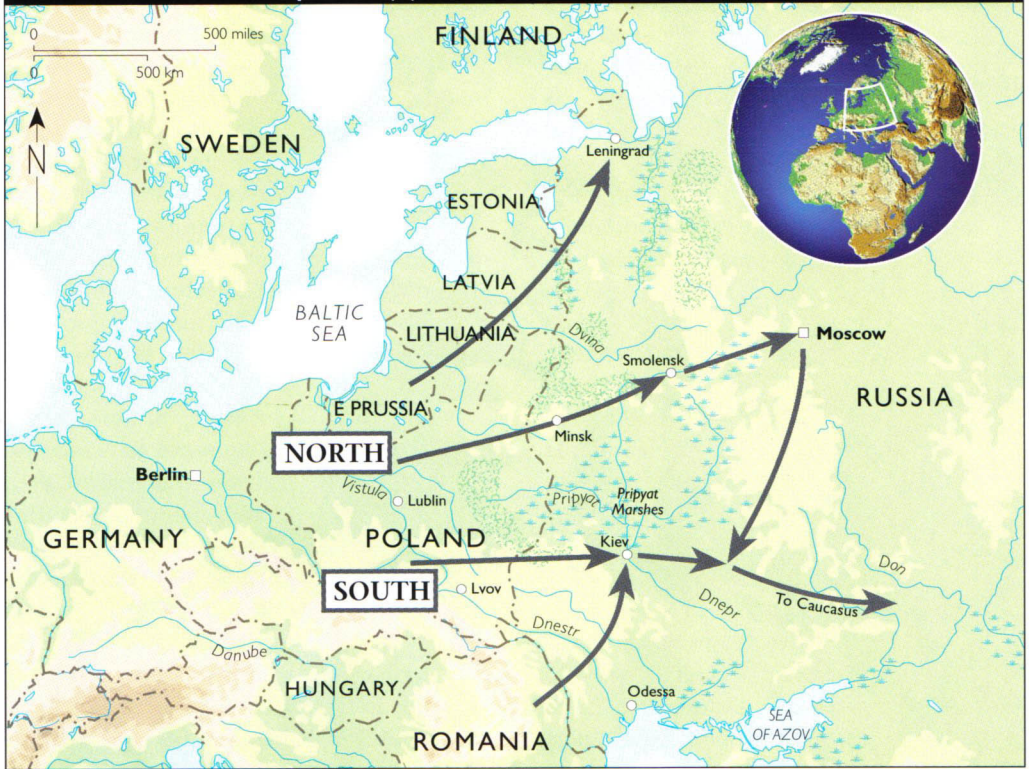 0 500 miles
0 500 km
N
FINLAND
SWEDEN
Leningrad
ESTONIA
LATVIA
BALTIC
SEA
LITHUANIA
Dvina
Moscow
Smolensk
RUSSIA
E PRUSSIA
Minsk
NORTH
Berlin
Vistula
Lublin
Pripyat
Pripyat
Marshes
GERMANY
POLAND
Kiev
Don
SOUTH
Lvov
Dnepr
To Caucasus
Dnestr
Danube
HUNGARY
Odessa
SEA
OF AZOV
ROMANIA